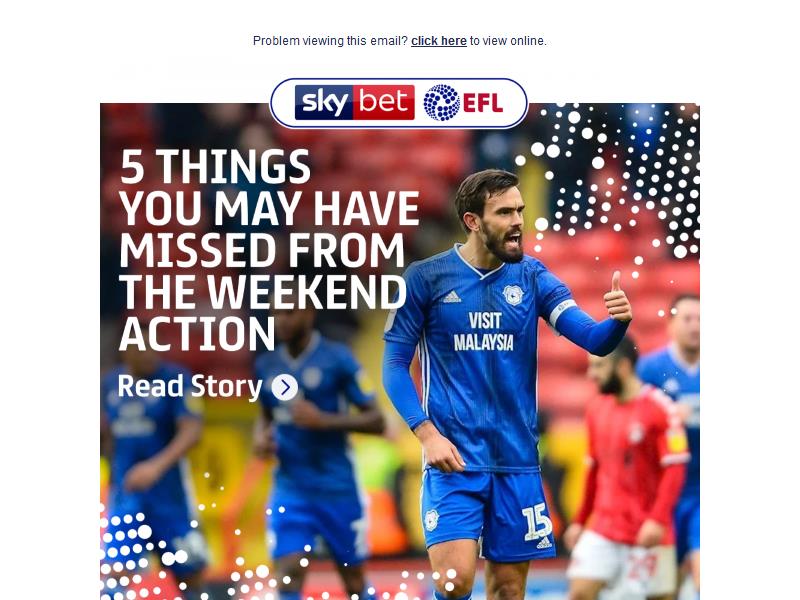 Problem viewing this email? click here to view online.
sky bet EFL
5 THINGS
YOU MAY HAVE
MISSED FROM
THE WEEKEND
ACTION
Read Story
VISIT
MALAYSIA
15
29